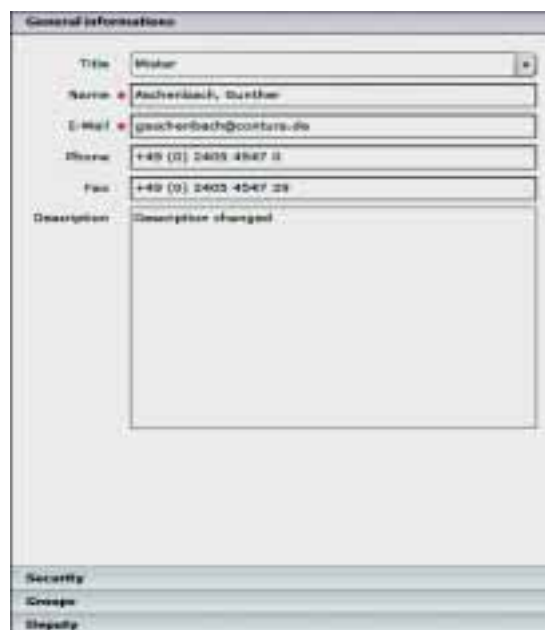 General informations
Title Mister
Name * Aschenbach, Gunther
E-Mail * gaschenbach@contura.de
Phone +49 (0) 2405 4547 0
Fax +49 (0) 2405 4547 29
Description Description changed
Security
Groups
Deputy